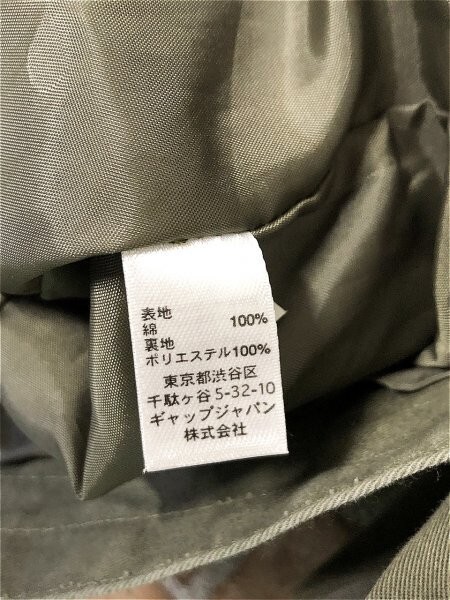 表地
綿 100%
裏地
ポリエステル100%
東京都渋谷区
千駄ヶ谷5-32-10
ギャップジャパン
株式会社